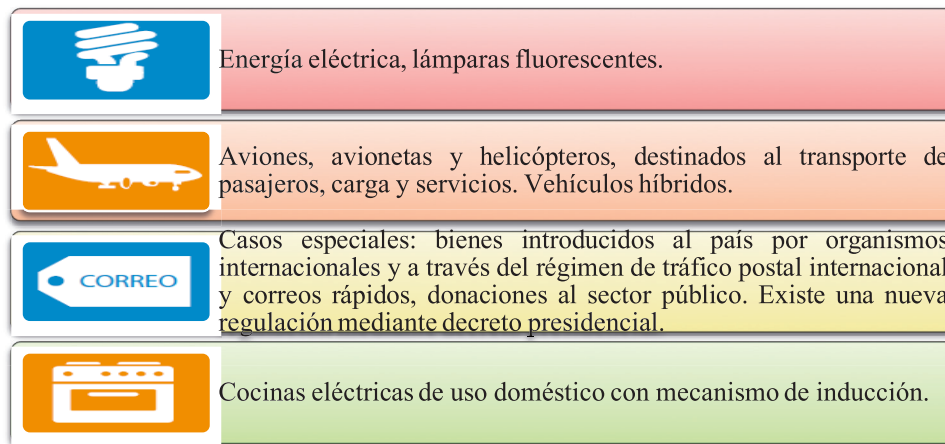 Energía eléctrica, lámparas fluorescentes.
Aviones, avionetas y helicópteros, destinados al transporte de
pasajeros, carga y servicios. Vehículos híbridos.
CORREO
Casos especiales: bienes introducidos al país por organismos
internacionales y a través del régimen de tráfico postal internacional
y correos rápidos, donaciones al sector público. Existe una nueva
regulación mediante decreto presidencial.
Cocinas eléctricas de uso doméstico con mecanismo de inducción.